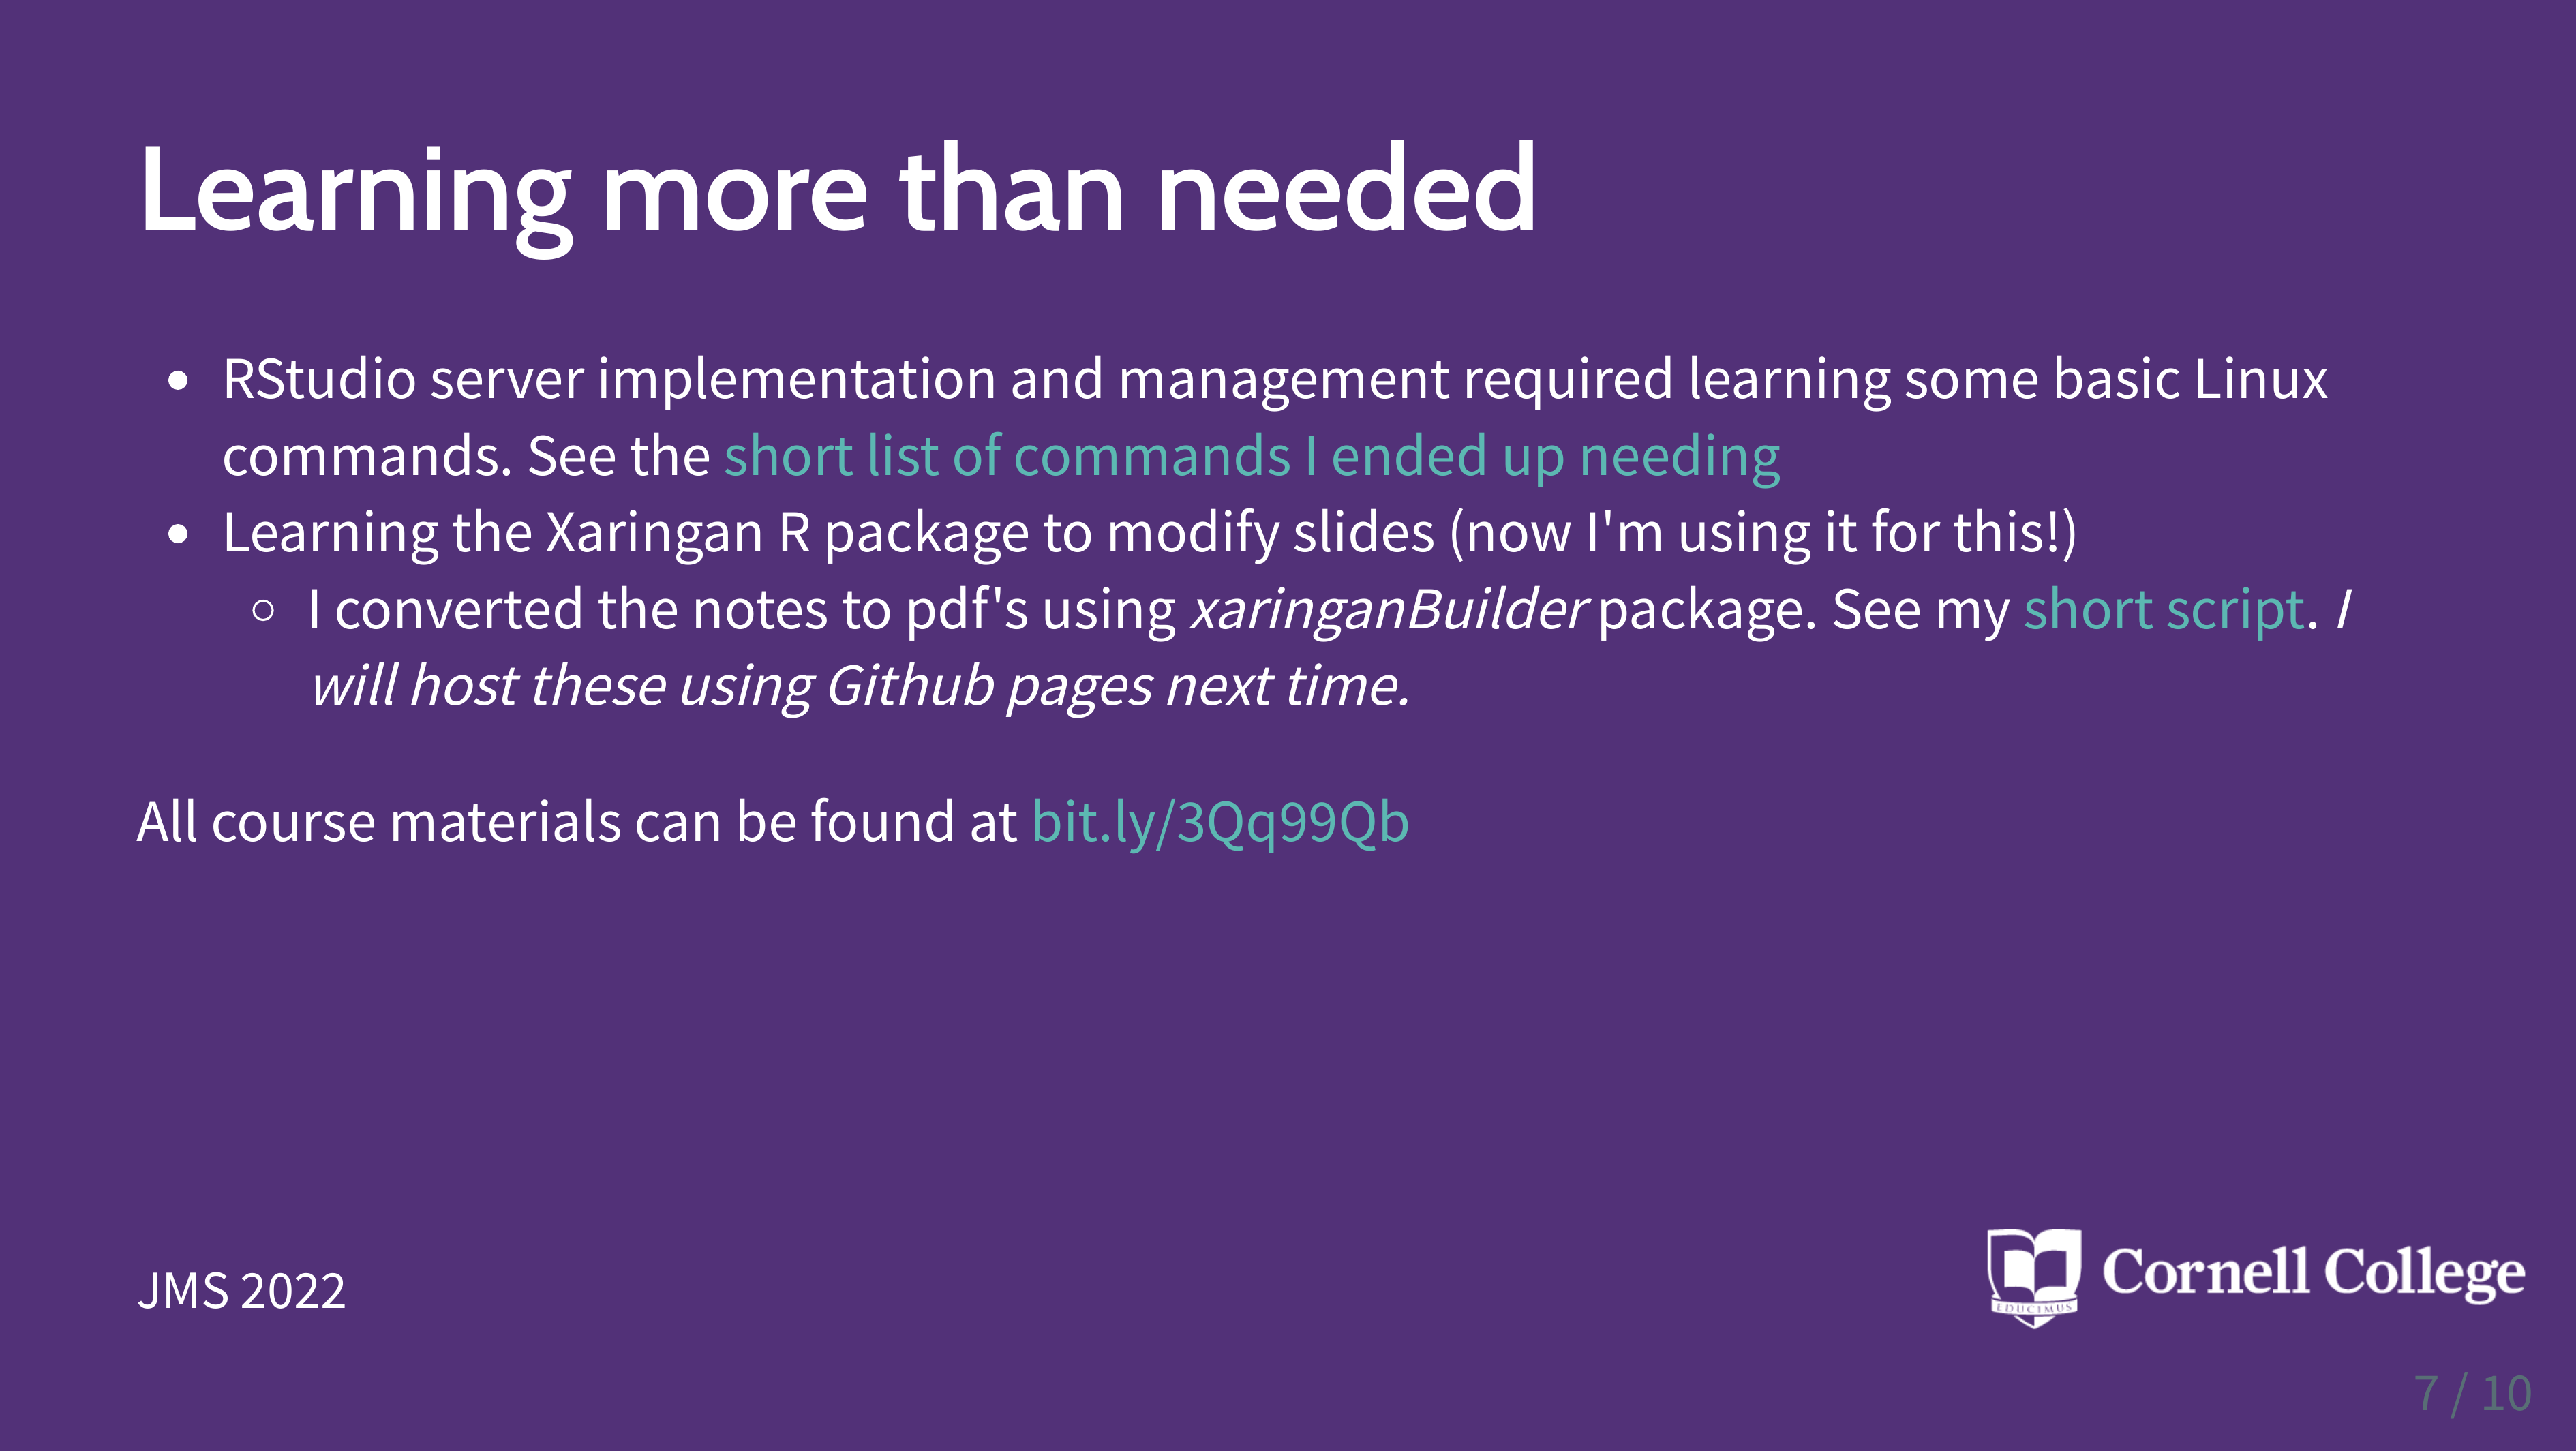 Learning more than needed
• RStudio server implementation and management required learning some basic Linux
commands. See the short list of commands I ended up needing
• Learning the Xaringan R package to modify slides (now I'm using it for this!)
○ I converted the notes to pdf's using xaringanBuilder package. See my short script. I
will host these using Github pages next time.
All course materials can be found at bit.ly/3Qq99Qb
JMS 2022
EDUCIMUS
Cornell College
7 / 10